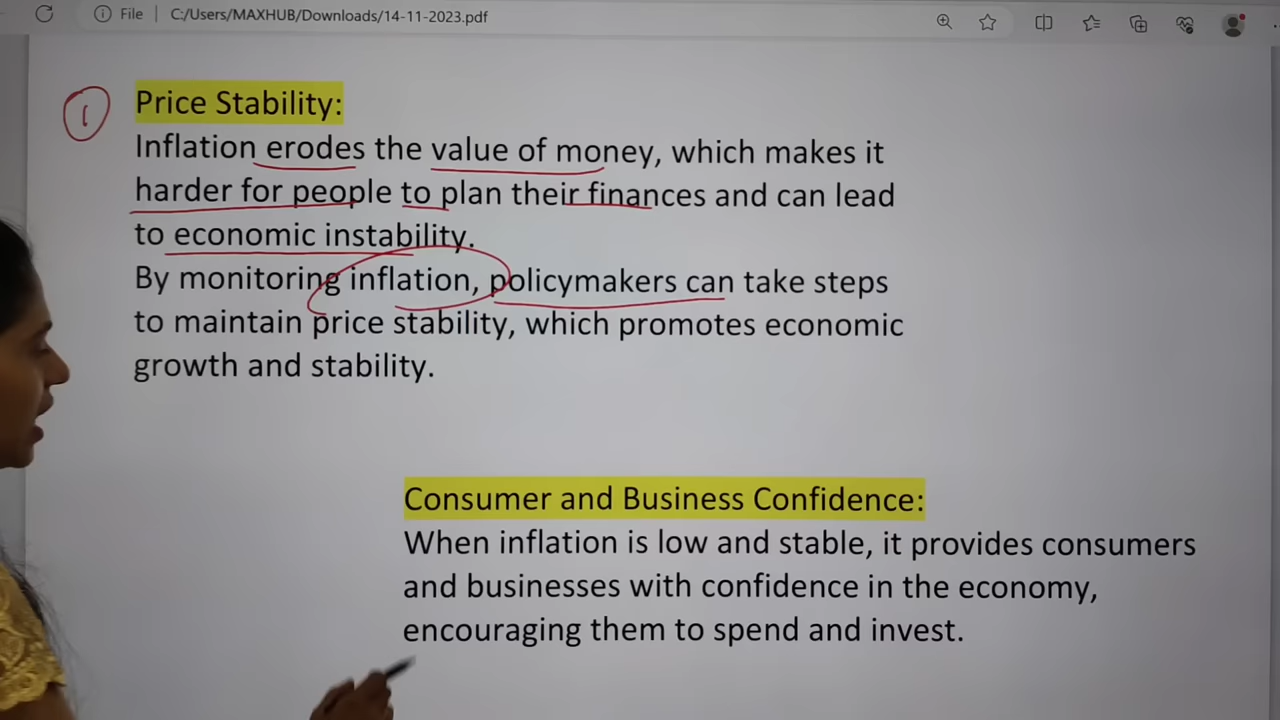 File | C:/Users/MAXHUB/Downloads/14-11-2023.pdf
1
Price Stability:
Inflation erodes the value of money, which makes it
harder for people to plan their finances and can lead
to economic instability.
By monitoring inflation, policymakers can take steps
to maintain price stability, which promotes economic
growth and stability.
Consumer and Business Confidence:
When inflation is low and stable, it provides consumers
and businesses with confidence in the economy,
encouraging them to spend and invest.